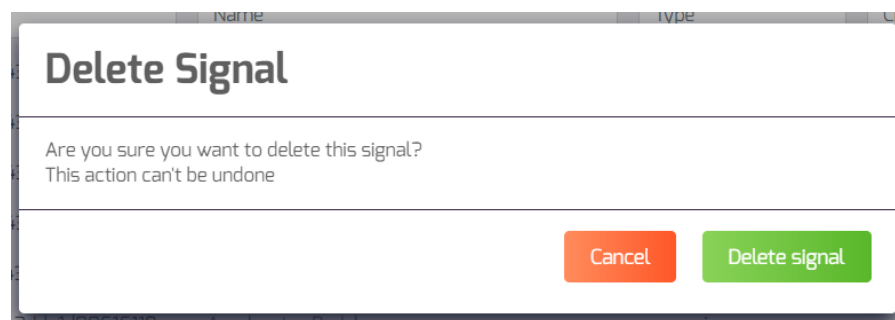 Name Type
Delete Signal
Are you sure you want to delete this signal?
This action can't be undone
Cancel Delete signal